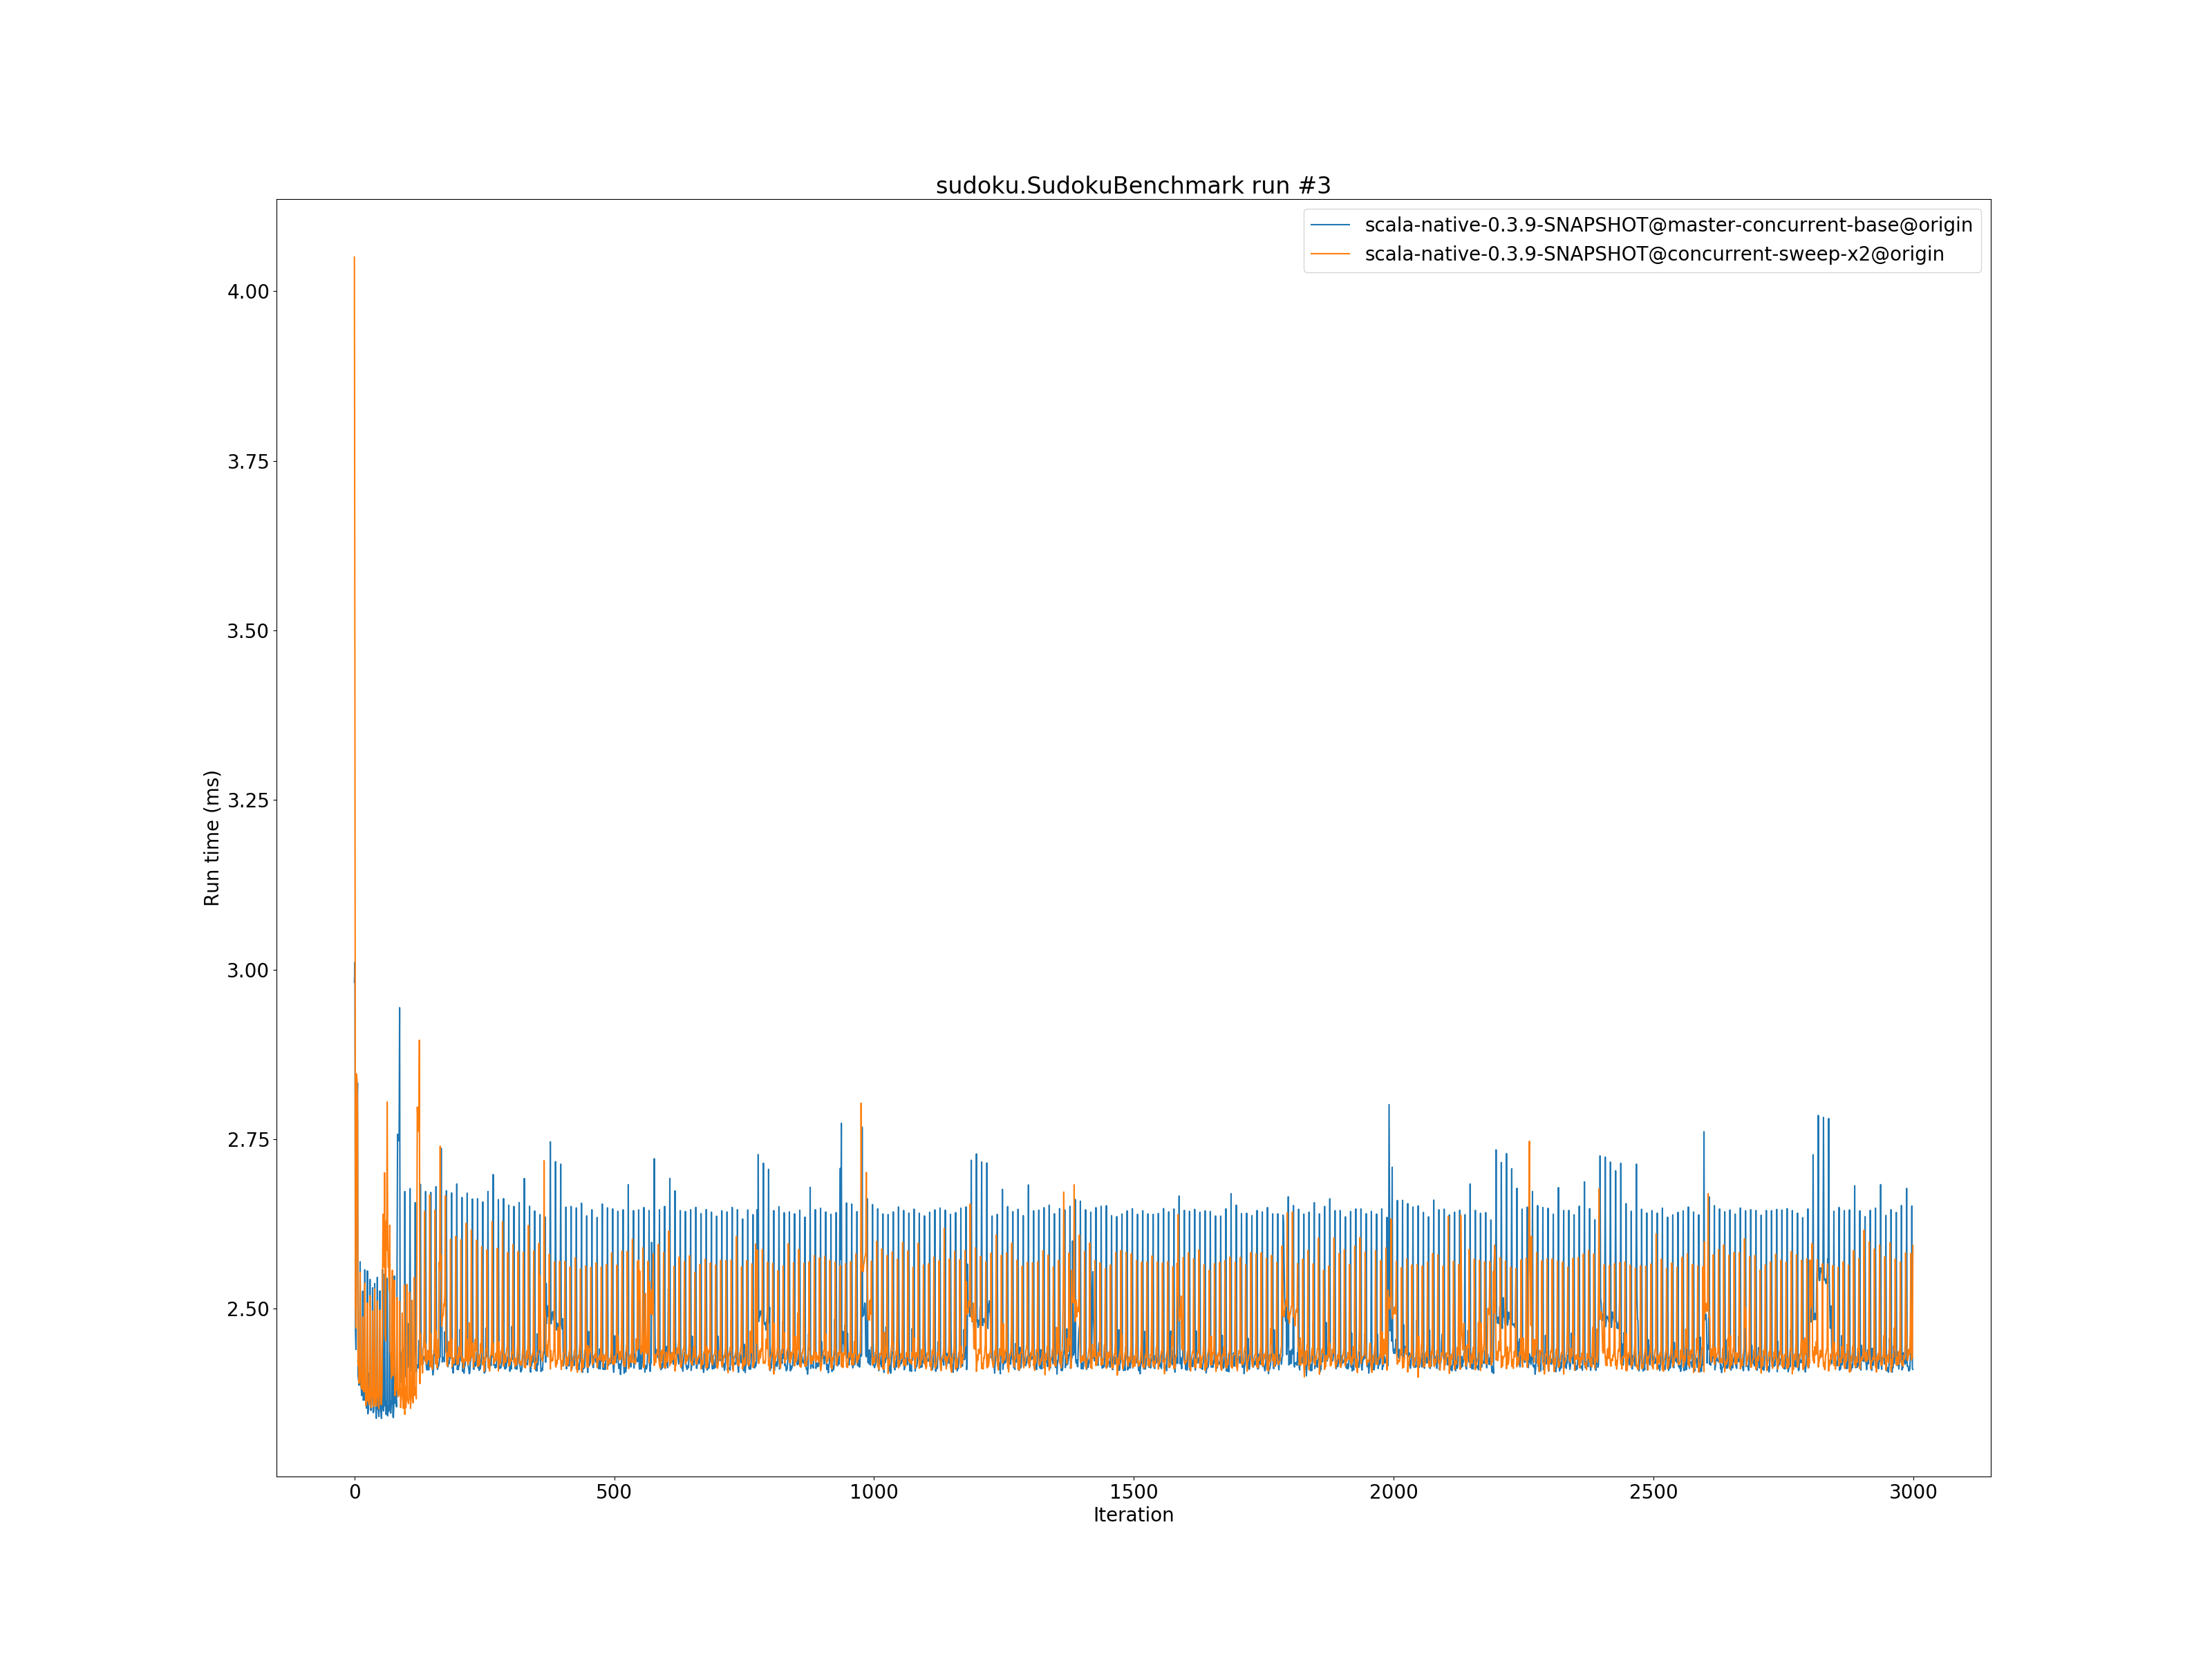 sudoku.SudokuBenchmark run #3
scala-native-0.3.9-SNAPSHOT@master-concurrent-base@origin
scala-native-0.3.9-SNAPSHOT@concurrent-sweep-x2@origin
4.00
3.75
3.50
3.25
3.00
2.75
2.50
Run time (ms)
0 500 1000 1500 2000 2500 3000
Iteration